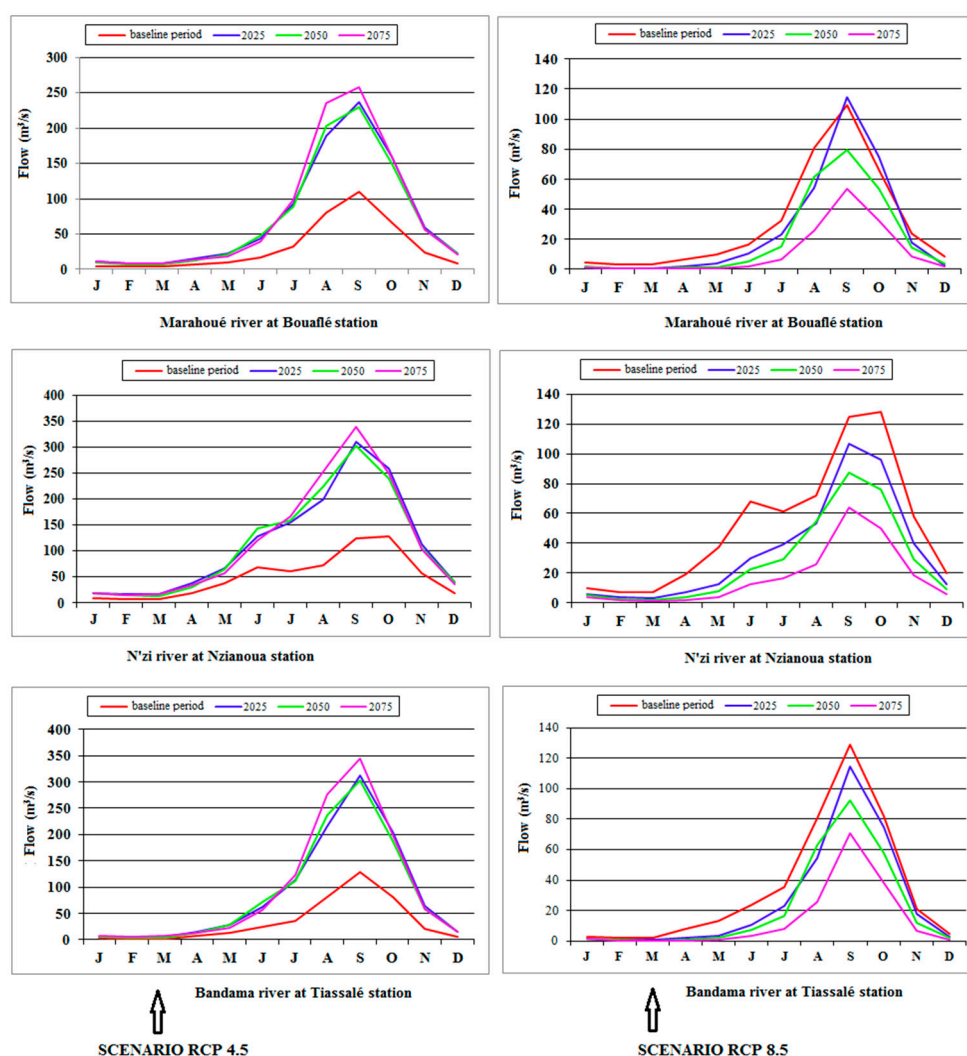 baseline period 2025 2050 2075
300
250
200
150
100
50
0
Flow (m³/s)
J F M A M J J A S O N D
Marahoué river at Bouaflé station
baseline period 2025 2050 2075
140
120
100
80
60
40
20
0
Flow (m³/s)
J F M A M J J A S O N D
Marahoué river at Bouaflé station
baseline period 2025 2050 2075
400
350
300
250
200
150
100
50
0
Flow (m³/s)
J F M A M J J A S O N D
N'zi river at Nzianoua station
baseline period 2025 2050 2075
140
120
100
80
60
40
20
0
Flow (m³/s)
J F M A M J J A S O N D
N'zi river at Nzianoua station
baseline period 2025 2050 2075
400
350
300
250
200
150
100
50
0
Flow (m³/s)
J F M A M J J A S O N D
Bandama river at Tiassalé station
baseline period 2025 2050 2075
140
120
100
80
60
40
20
0
Flow (m³/s)
J F M A M J J A S O N D
Bandama river at Tiassalé station
SCENARIO RCP 4.5
SCENARIO RCP 8.5